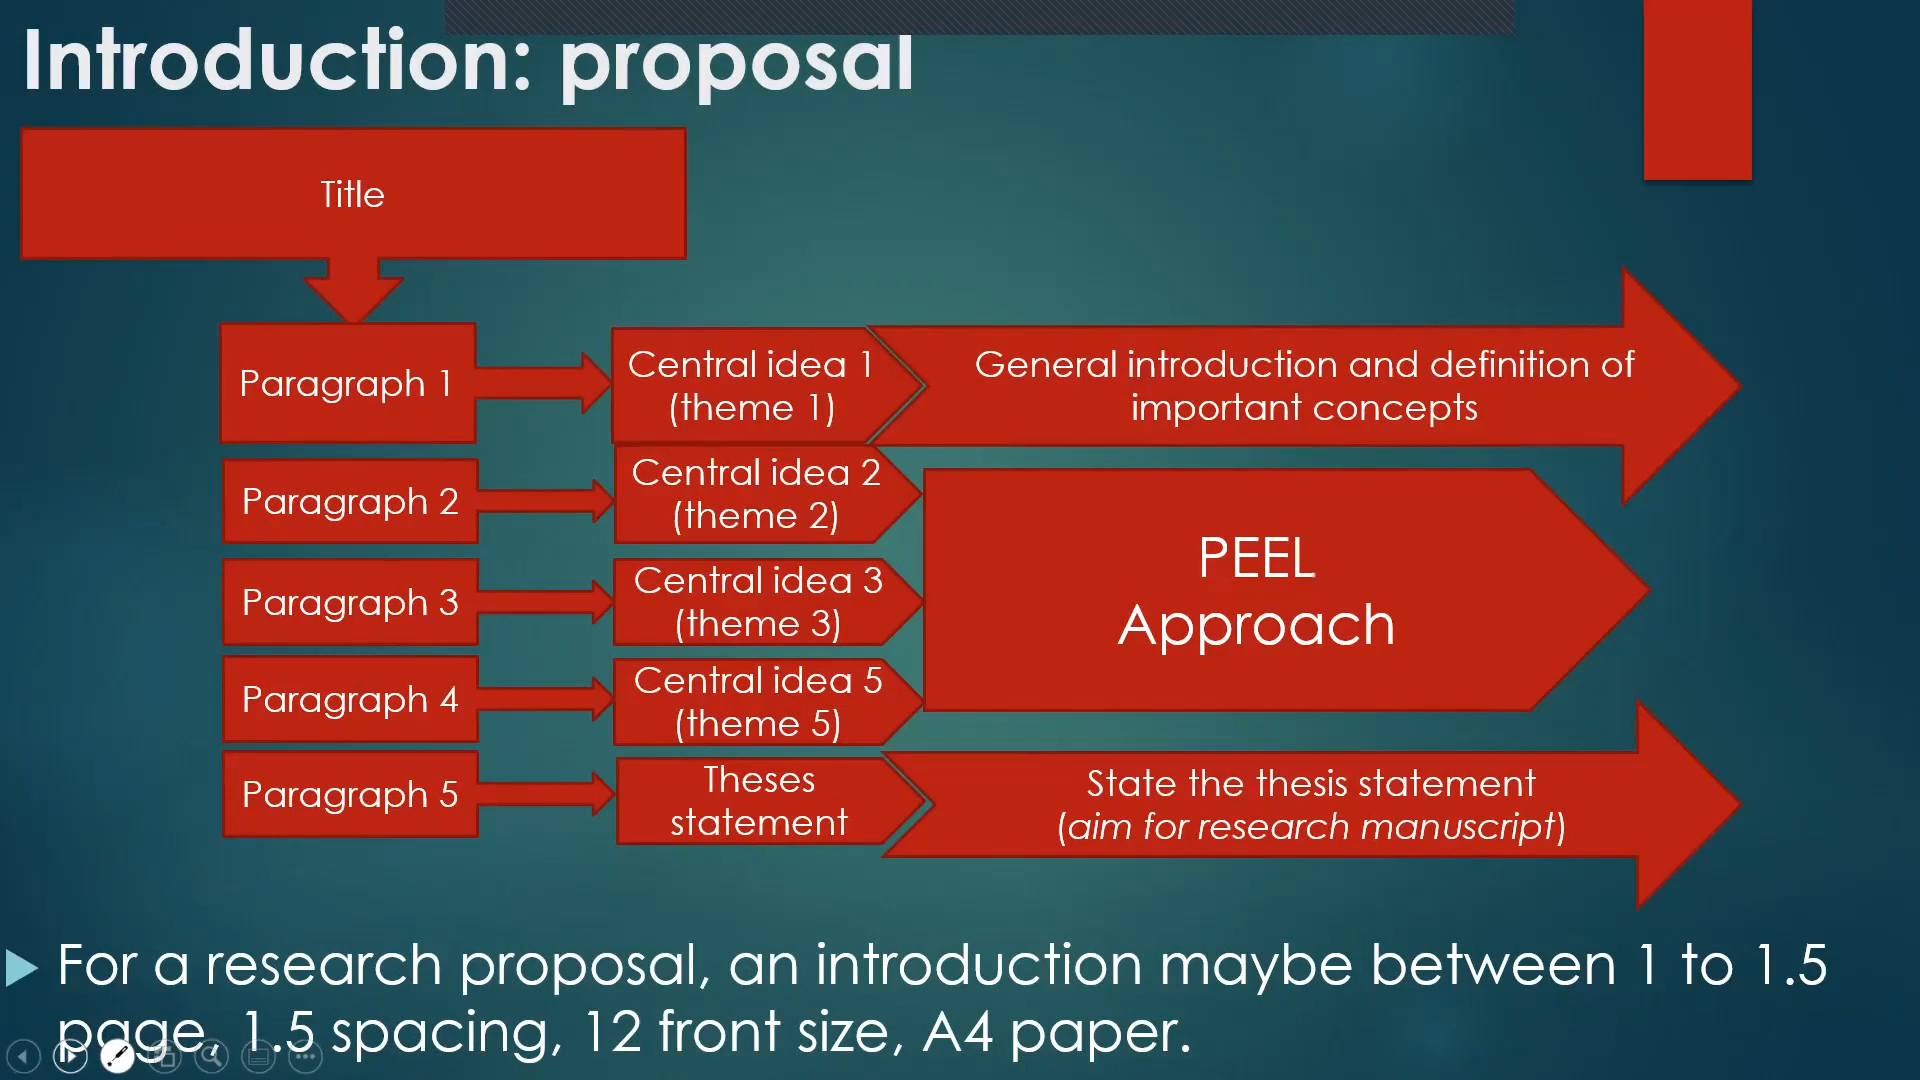 Introduction: proposal
Title
Paragraph 1
Central idea 1
(theme 1)
General introduction and definition of
important concepts
Paragraph 2
Central idea 2
(theme 2)
Paragraph 3
Central idea 3
(theme 3)
PEEL
Approach
Paragraph 4
Central idea 5
(theme 5)
Paragraph 5
Theses
statement
State the thesis statement
(aim for research manuscript)
For a research proposal, an introduction maybe between 1 to 1.5
page, 1.5 spacing, 12 front size, A4 paper.